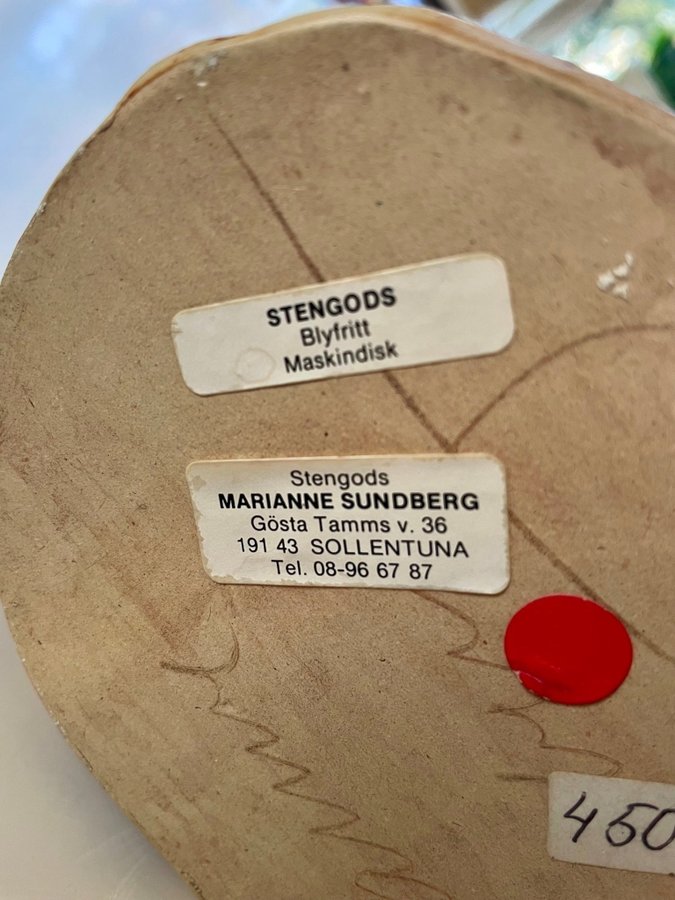 STENGODS
Blyfritt
Maskindisk
Stengods
MARIANNE SUNDBERG
Gösta Tamms v. 36
191 43 SOLLENTUNA
Tel. 08-96 67 87
450